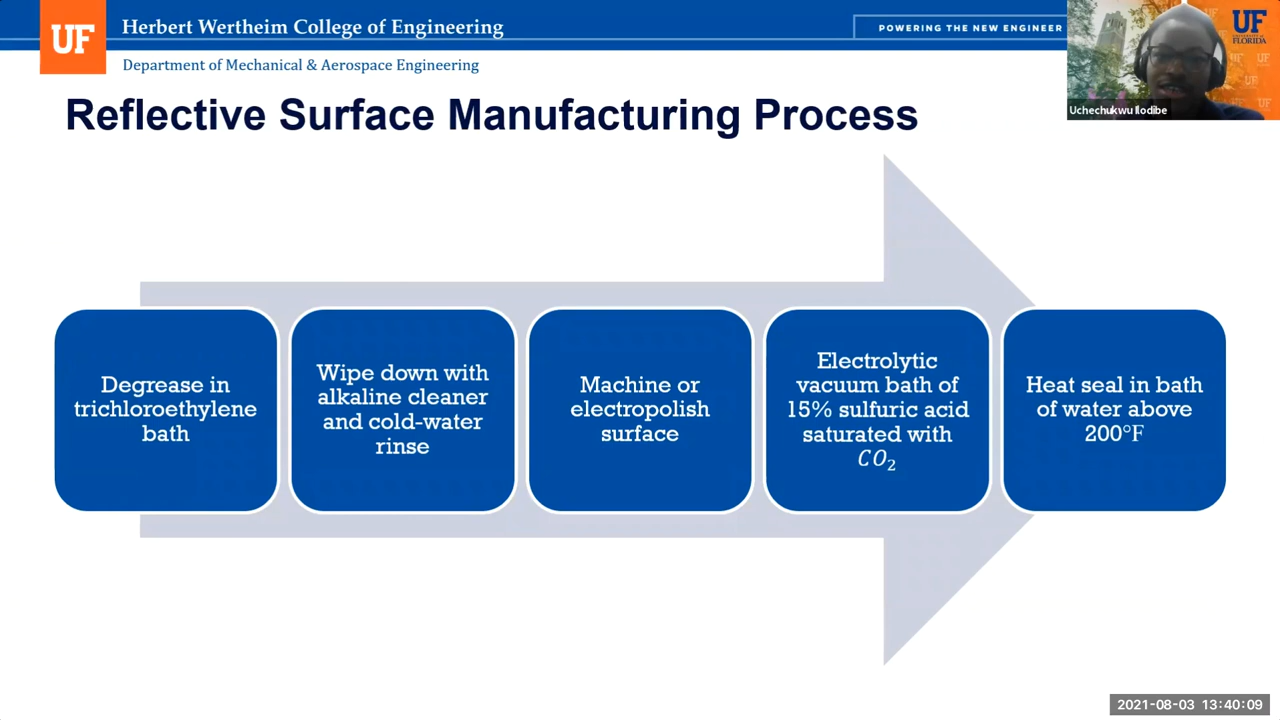 UF
Herbert Wertheim College of Engineering
POWERING THE NEW ENGINEER
Department of Mechanical & Aerospace Engineering
UF
UNIVERSITY of
FLORIDA
Uchechukwu Ilodibe
Reflective Surface Manufacturing Process
Degrease in
trichloroethylene
bath
Wipe down with
alkaline cleaner
and cold-water
rinse
Machine or
electropolish
surface
Electrolytic
vacuum bath of
15% sulfuric acid
saturated with
CO₂
Heat seal in bath
of water above
200°F
2021-08-03 13:40:09